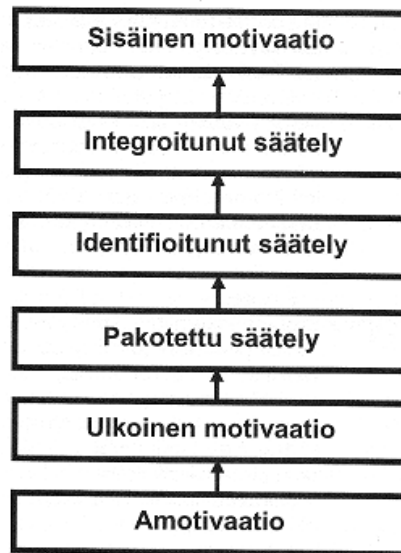 Sisäinen motivaatio
Integroitunut säätely
Identifioitunut säätely
Pakotettu säätely
Ulkoinen motivaatio
Amotivaatio